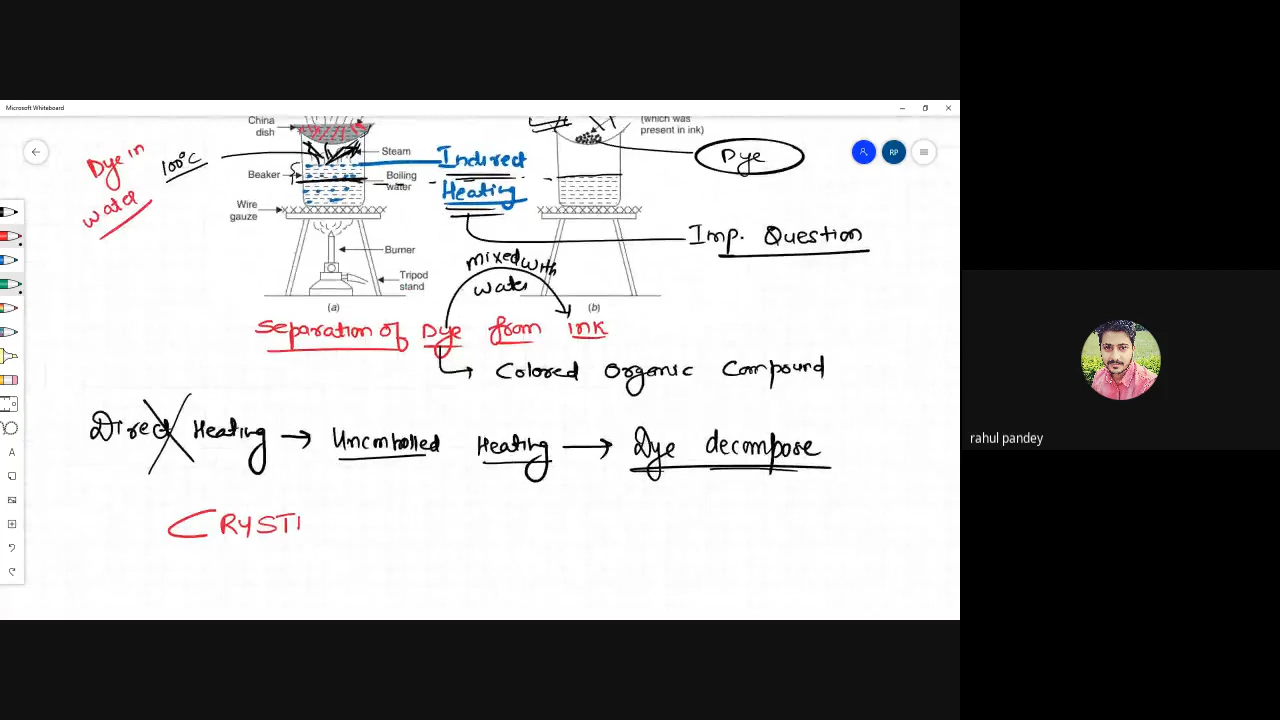 Microsoft Whiteboard
China
dish
(which was
present in ink)
Dye in
water
100°C
Steam
Indirect
Heating
Dye
RP
Beaker
Boiling
water
Wire
gauze
Imp. Question
Burner
mixed with
water
Tripod
stand
(a)
(b)
Separation of Dye from ink
Colored Organic Compound
Direct Heating → Uncontrolled Heating → Dye decompose
rahul pandey
CRYST